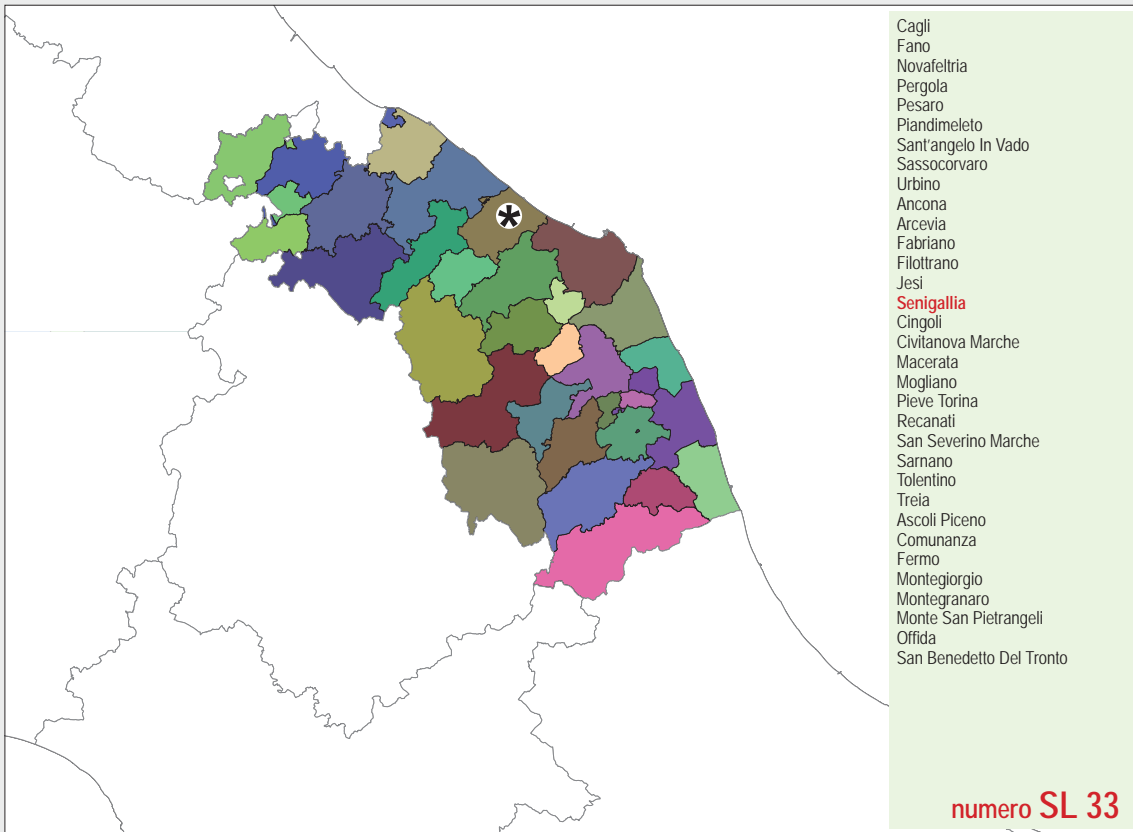 Cagli
Fano
Novafeltria
Pergola
Pesaro
Piandimeleto
Sant'angelo In Vado
Sassocorvaro
Urbino
Ancona
Arcevia
Fabriano
Filottrano
Jesi
Senigallia
Cingoli
Civitanova Marche
Macerata
Mogliano
Pieve Torina
Recanati
San Severino Marche
Sarnano
Tolentino
Treia
Ascoli Piceno
Comunanza
Fermo
Montegiorgio
Montegranaro
Monte San Pietrangeli
Offida
San Benedetto Del Tronto
numero SL 33